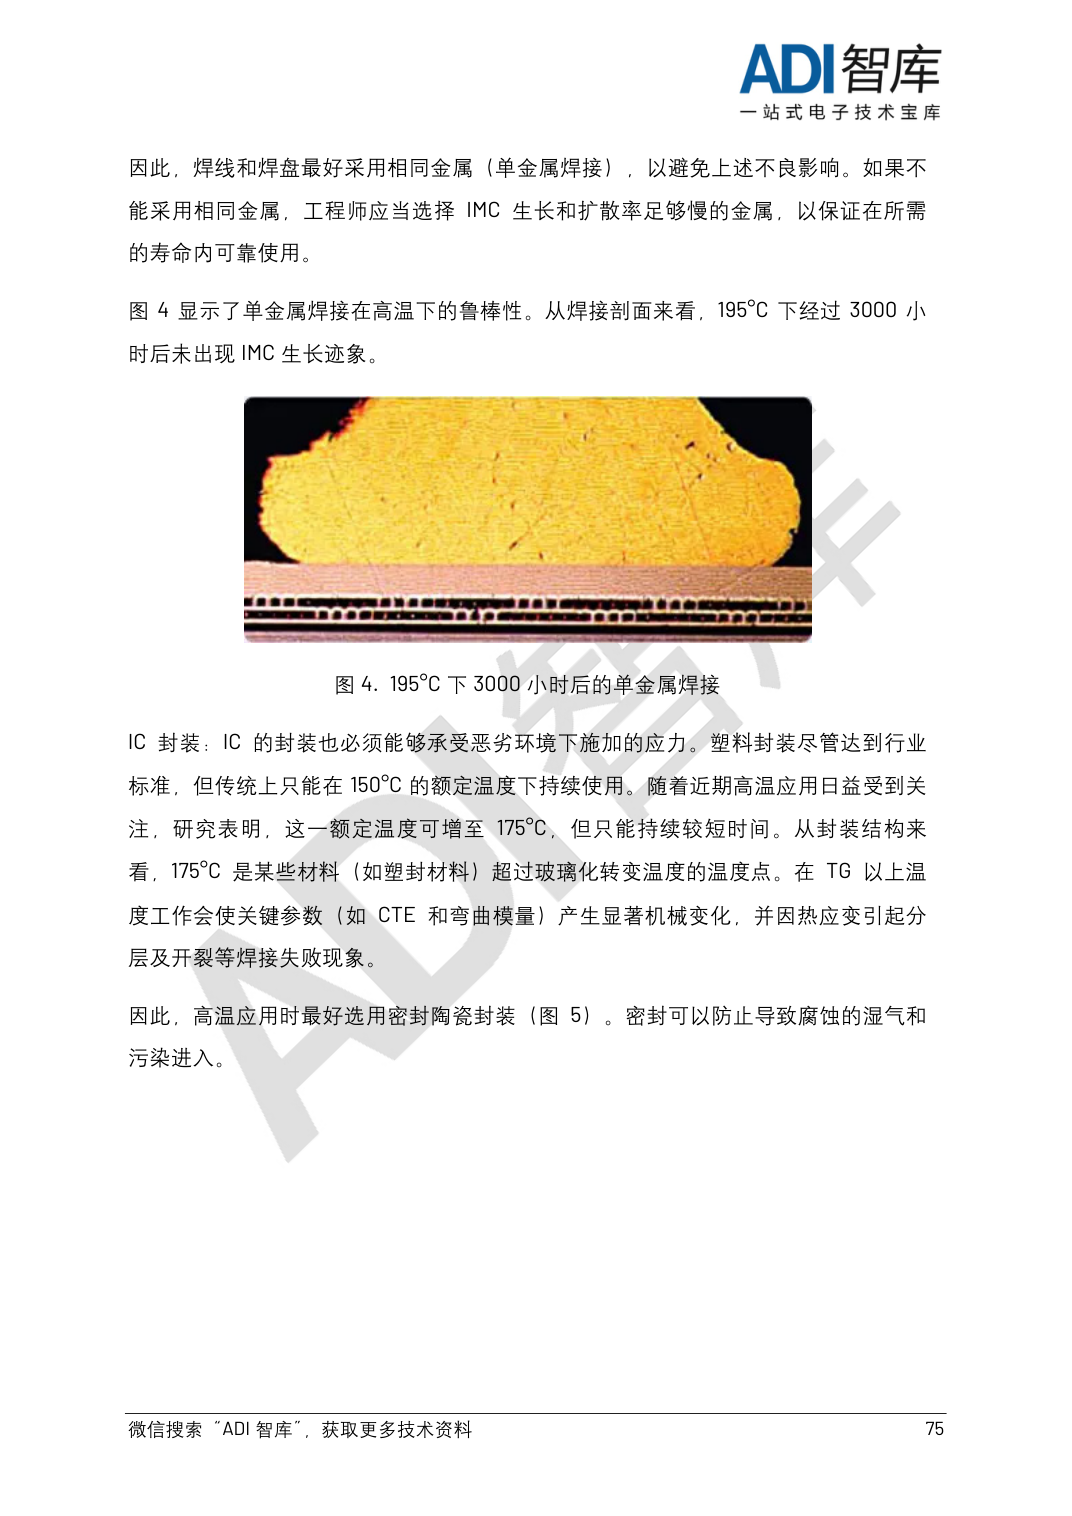 ADI智库
一站式电子技术宝库
因此，焊线和焊盘最好采用相同金属（单金属焊接），以避免上述不良影响。如果不
能采用相同金属，工程师应当选择 IMC 生长和扩散率足够慢的金属，以保证在所需
的寿命内可靠使用。
图 4 显示了单金属焊接在高温下的鲁棒性。从焊接剖面来看，195°C 下经过 3000 小
时后未出现 IMC 生长迹象。
图 4. 195°C 下 3000 小时后的单金属焊接
IC 封装：IC 的封装也必须能够承受恶劣环境下施加的应力。塑料封装尽管达到行业
标准，但传统上只能在 150°C 的额定温度下持续使用。随着近期高温应用日益受到关
注，研究表明，这一额定温度可增至 175°C，但只能持续较短时间。从封装结构来
看，175°C 是某些材料（如塑封材料）超过玻璃化转变温度的温度点。在 TG 以上温
度工作会使关键参数（如 CTE 和弯曲模量）产生显著机械变化，并因热应变引起分
层及开裂等焊接失败现象。
因此，高温应用时最好选用密封陶瓷封装（图 5）。密封可以防止导致腐蚀的湿气和
污染进入。
ADI智库
微信搜索“ADI 智库”，获取更多技术资料 75